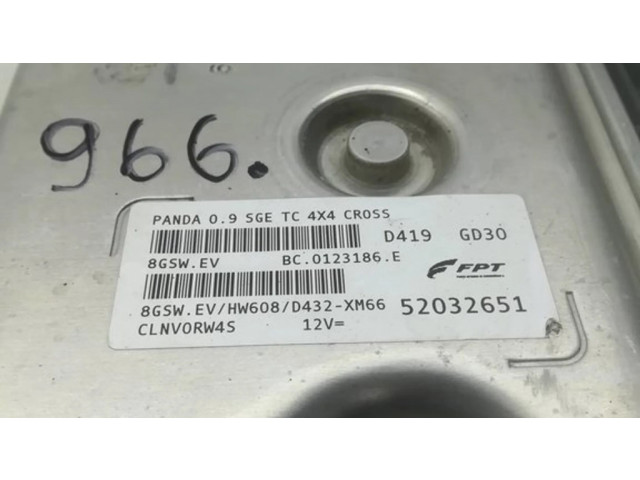 966.
PANDA 0.9 SGE TC 4X4 CROSS
D419 GD30
8GSW.EV BC.0123186.E
FPT
8GSW.EV/HW608/D432-XM66 52032651
CLNV0RW4S 12V=